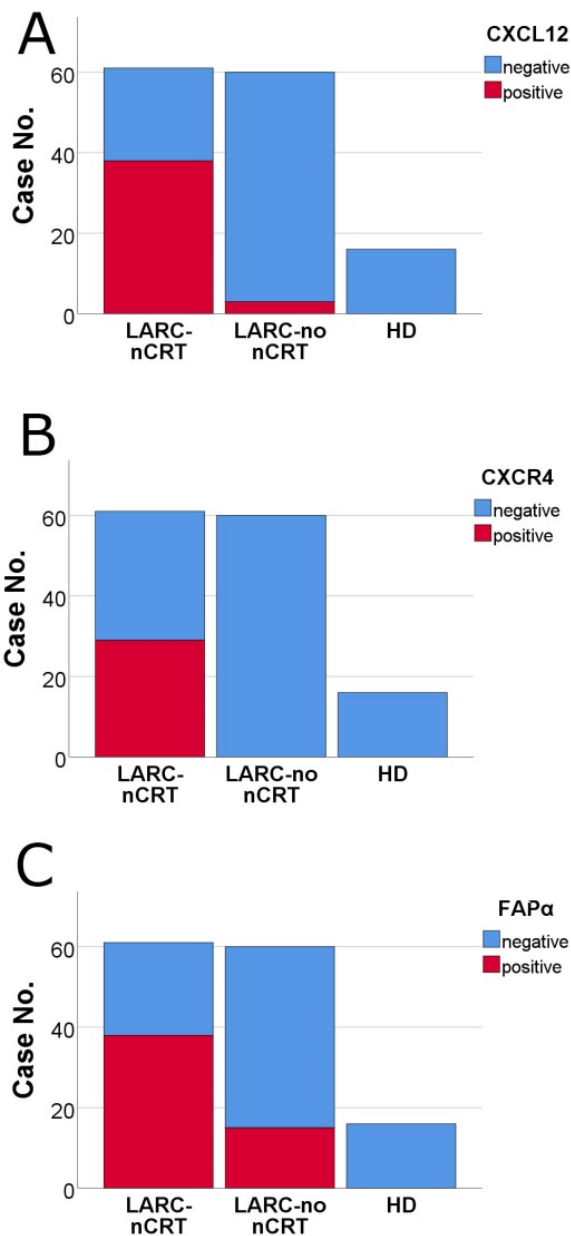 A
CXCL12
negative
positive
Case No.
60
40
20
0
LARC-
nCRT
LARC-no
nCRT
HD
B
CXCR4
negative
positive
Case No.
60
40
20
0
LARC-
nCRT
LARC-no
nCRT
HD
C
FAPα
negative
positive
Case No.
60
40
20
0
LARC-
nCRT
LARC-no
nCRT
HD